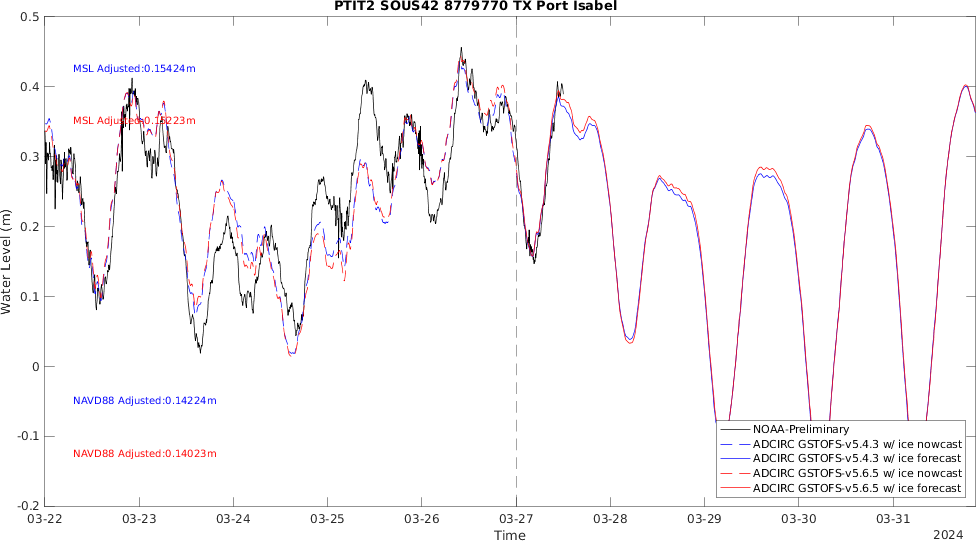 PTIT2 SOUS42 8779770 TX Port Isabel
0.5
0.4
0.3
0.2
0.1
0
-0.1
-0.2
Water Level (m)
MSL Adjusted:0.15424m
MSL Adjusted:0.15223m
NAVD88 Adjusted:0.14224m
NAVD88 Adjusted:0.14023m
NOAA-Preliminary
ADCIRC GSTOFS-v5.4.3 w/ ice nowcast
ADCIRC GSTOFS-v5.4.3 w/ ice forecast
ADCIRC GSTOFS-v5.6.5 w/ ice nowcast
ADCIRC GSTOFS-v5.6.5 w/ ice forecast
03-22 03-23 03-24 03-25 03-26 03-27 03-28 03-29 03-30 03-31
Time
2024